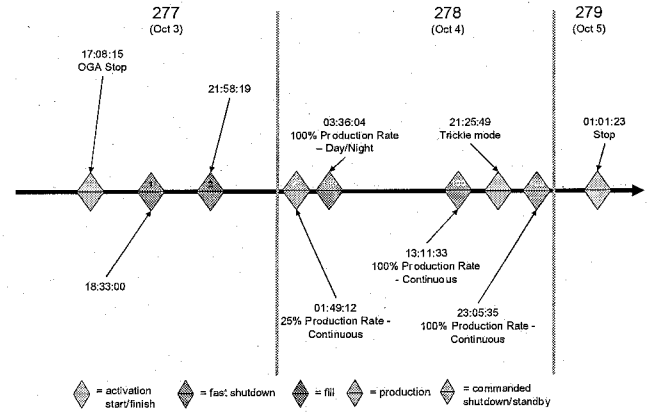 277
(Oct 3)
278
(Oct 4)
279
(Oct 5)
17:08:15
OGA Stop
21:58:19
03:36:04
100% Production Rate
– Day/Night
21:25:49
Trickle mode
01:01:23
Stop
1
2
18:33:00
01:49:12
25% Production Rate -
Continuous
13:11:33
100% Production Rate
- Continuous
23:05:35
100% Production Rate -
Continuous
= activation
start/finish
= fast shutdown
= fill
= production
= commanded
shutdown/standby